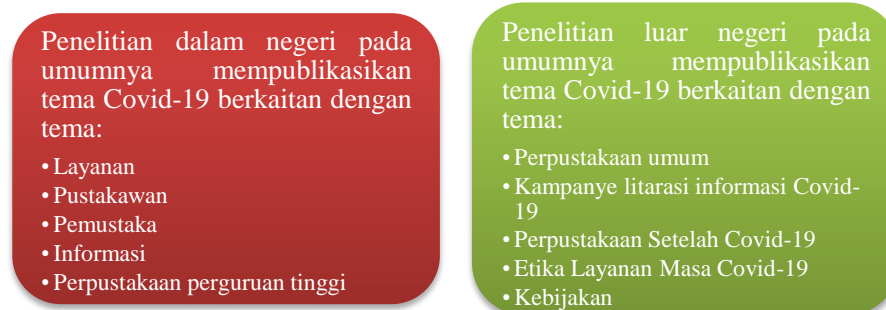 Penelitian dalam negeri pada
umumnya mempublikasikan
tema Covid-19 berkaitan dengan
tema:
• Layanan
• Pustakawan
• Pemustaka
• Informasi
• Perpustakaan perguruan tinggi
Penelitian luar negeri pada
umumnya mempublikasikan
tema Covid-19 berkaitan dengan
tema:
• Perpustakaan umum
• Kampanye litarasi informasi Covid-
19
• Perpustakaan Setelah Covid-19
• Etika Layanan Masa Covid-19
• Kebijakan